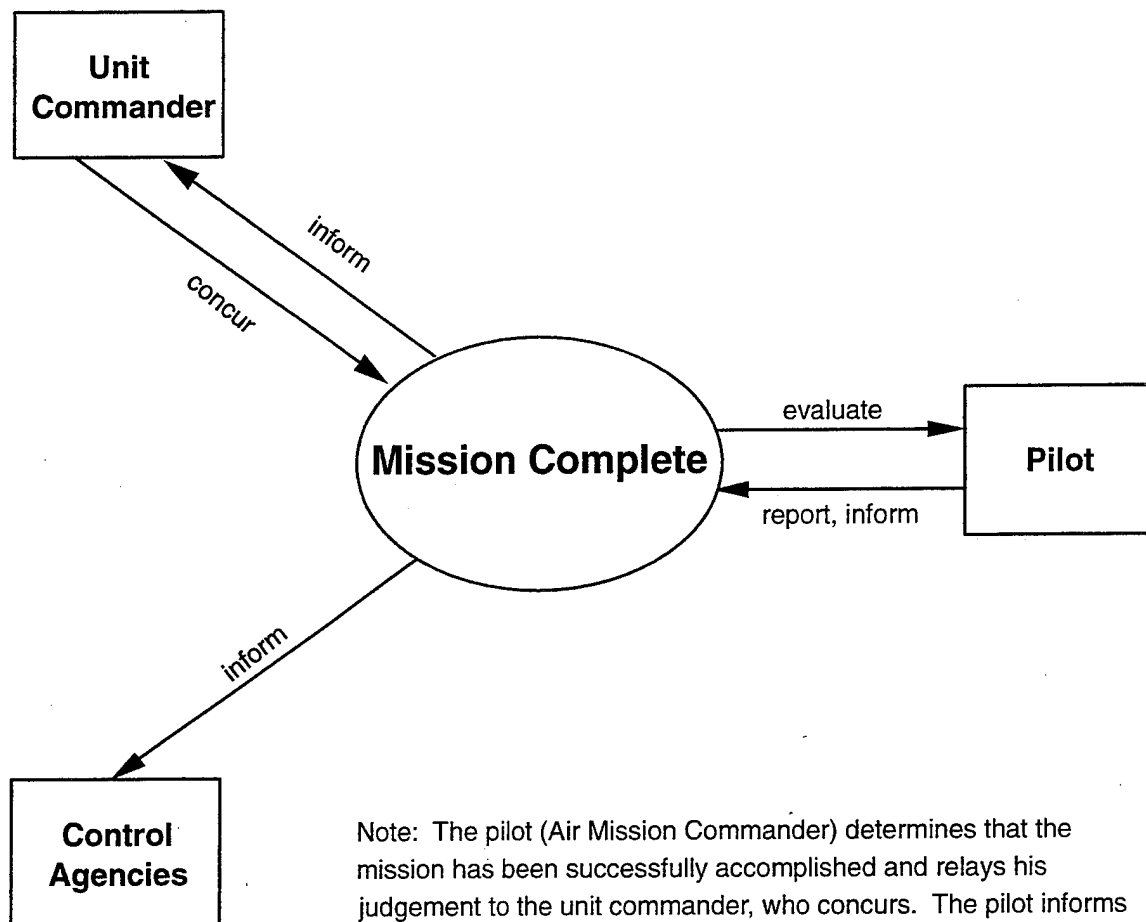 Unit
Commander
inform
concur
Mission Complete
evaluate
Pilot
report, inform
inform
Control
Agencies
Note: The pilot (Air Mission Commander) determines that the
mission has been successfully accomplished and relays his
judgement to the unit commander, who concurs. The pilot informs